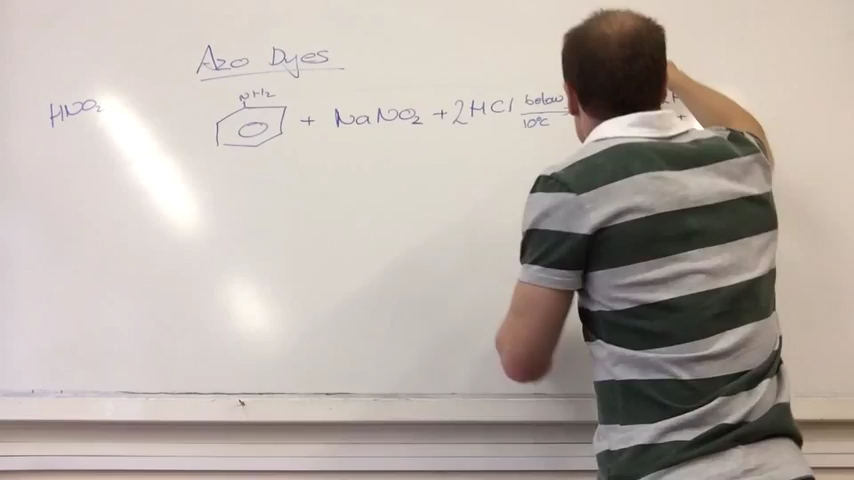 Azo Dyes
HNO₂
NH₂
+ NaNO₂ + 2HCl below
10°C